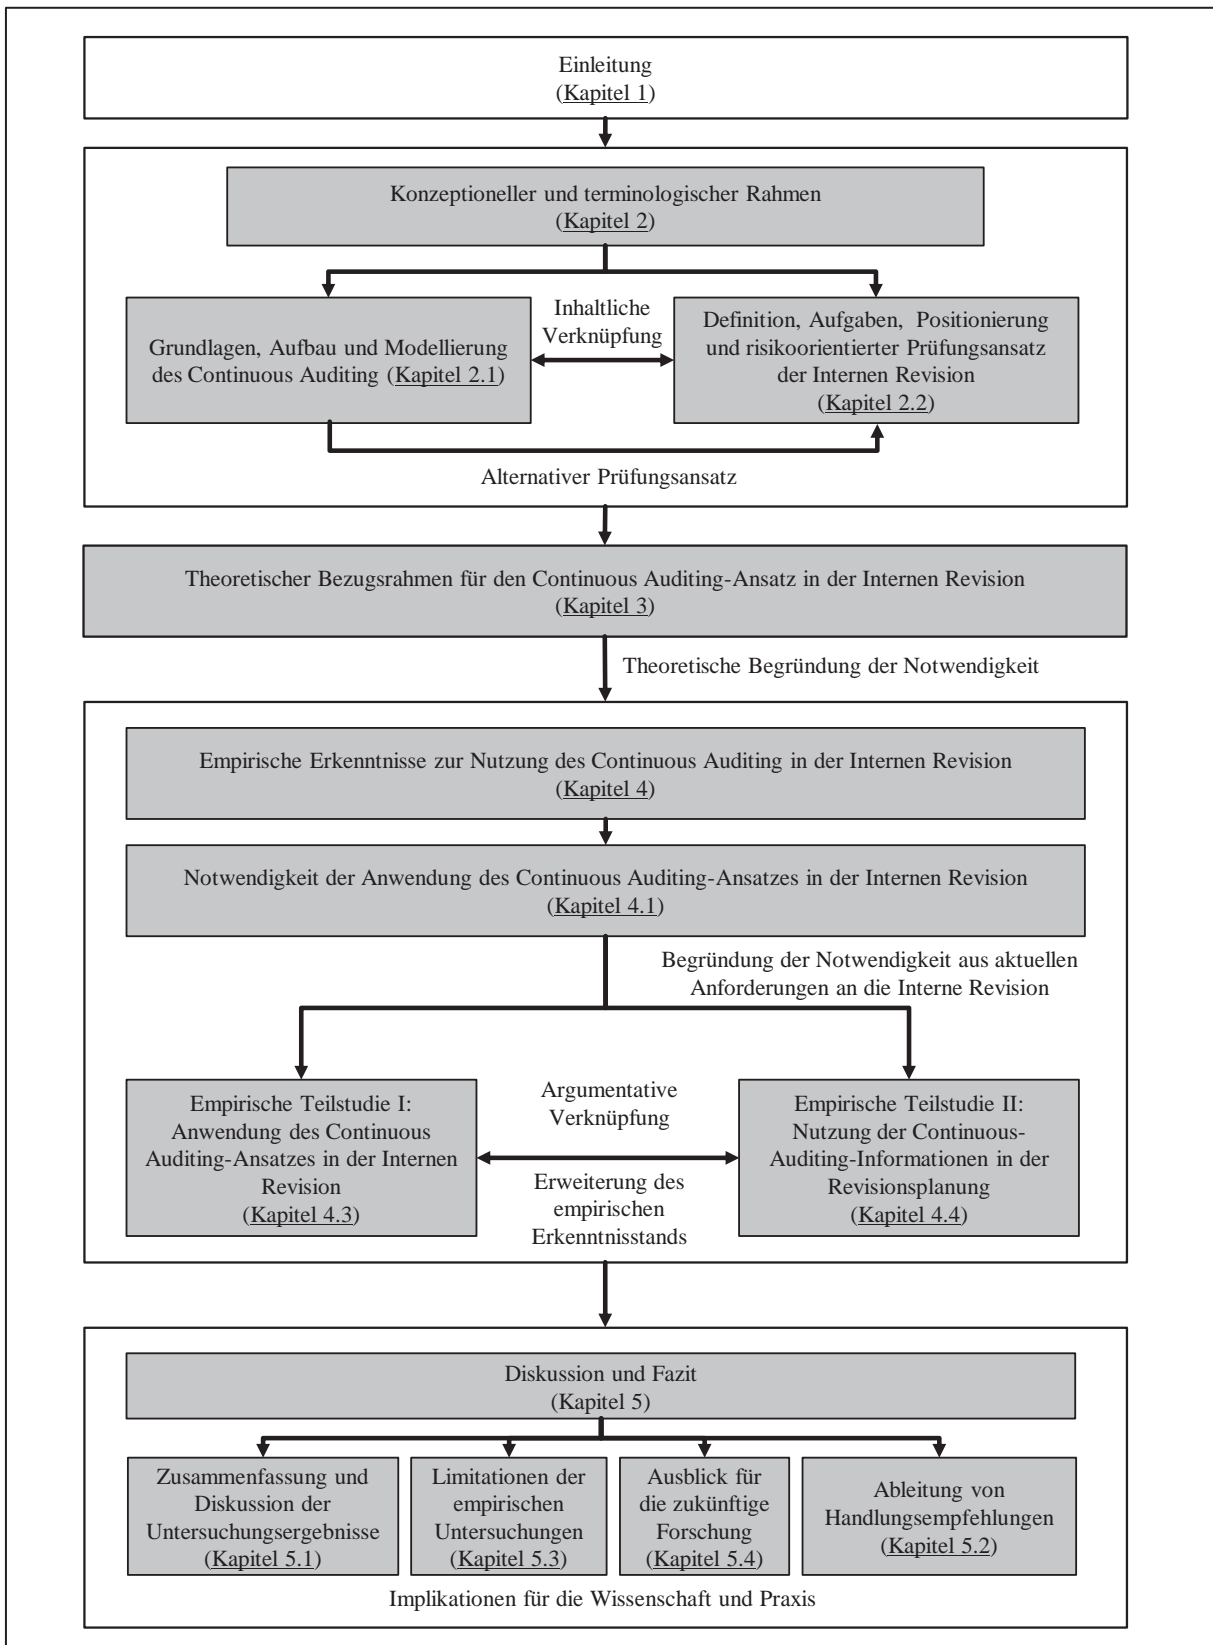 Einleitung
(Kapitel 1)
Konzeptioneller und terminologischer Rahmen
(Kapitel 2)
Grundlagen, Aufbau und Modellierung
des Continuous Auditing (Kapitel 2.1)
Inhaltliche
Verknüpfung
Definition, Aufgaben, Positionierung
und risikoorientierter Prüfungsansatz
der Internen Revision
(Kapitel 2.2)
Alternativer Prüfungsansatz
Theoretischer Bezugsrahmen für den Continuous Auditing-Ansatz in der Internen Revision
(Kapitel 3)
Theoretische Begründung der Notwendigkeit
Empirische Erkenntnisse zur Nutzung des Continuous Auditing in der Internen Revision
(Kapitel 4)
Notwendigkeit der Anwendung des Continuous Auditing-Ansatzes in der Internen Revision
(Kapitel 4.1)
Begründung der Notwendigkeit aus aktuellen
Anforderungen an die Interne Revision
Empirische Teilstudie I:
Anwendung des Continuous
Auditing-Ansatzes in der Internen
Revision
(Kapitel 4.3)
Argumentative
Verknüpfung
Erweiterung des
empirischen
Erkenntnisstands
Empirische Teilstudie II:
Nutzung der Continuous-
Auditing-Informationen in der
Revisionsplanung
(Kapitel 4.4)
Diskussion und Fazit
(Kapitel 5)
Zusammenfassung und
Diskussion der
Untersuchungsergebnisse
(Kapitel 5.1)
Limitationen der
empirischen
Untersuchungen
(Kapitel 5.3)
Ausblick für
die zukünftige
Forschung
(Kapitel 5.4)
Ableitung von
Handlungsempfehlungen
(Kapitel 5.2)
Implikationen für die Wissenschaft und Praxis